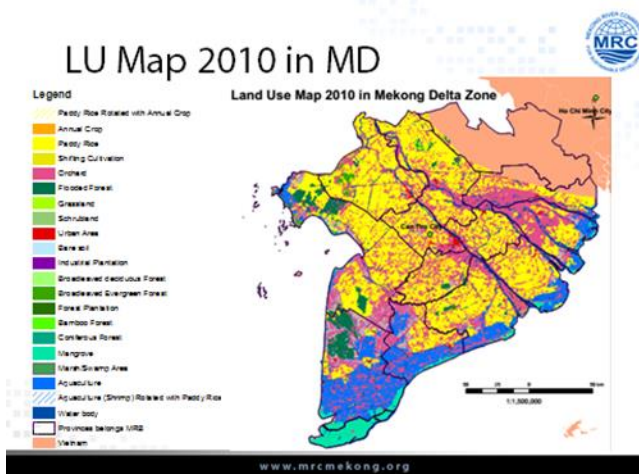 MRC
LU Map 2010 in MD
Legend
Land Use Map 2010 in Mekong Delta Zone
Paddy Rice Rotated with Annual Crop
Annual Crop
Paddy Rice
Shifting Cultivation
Orchard
Flooded Forest
Grassland
Schrubland
Urban Area
Bare soil
Industrial Plantation
Broadleaved deciduous Forest
Broadleaved Evergreen Forest
Forest Plantation
Bamboo Forest
Coniferous Forest
Mangrove
Marsh/Swamp Area
Aquaculture
Aquaculture (Shrimp) Rotated with Paddy Rice
Water body
Provinces belongs MRB
Vietnam
Ho Chi Minh City
Can Tho City
1:1,500,000
www.mrcmekong.org